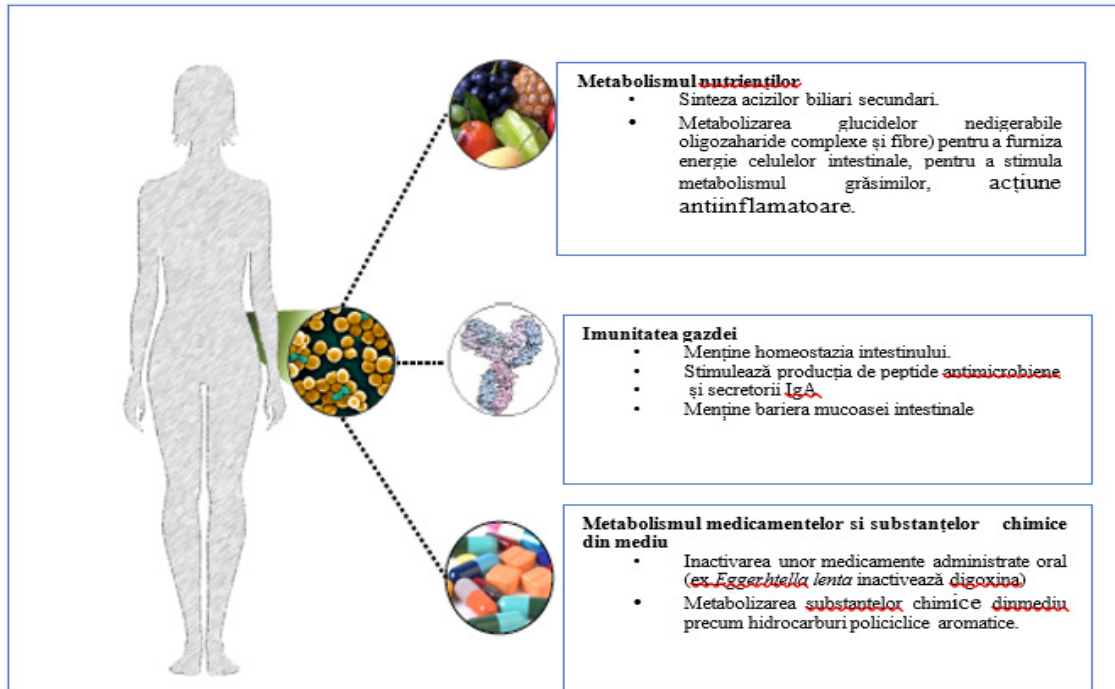 Metabolismul nutrienților
• Sinteza acizilor biliari secundari.
• Metabolizarea glucidelor nedigerabile
oligozaharide complexe și fibre) pentru a furniza
energie celulelor intestinale, pentru a stimula
metabolismul grăsimilor, acțiune
antiinflamatoare.
Imunitatea gazdei
• Menține homeostazia intestinului.
• Stimulează producția de peptide antimicrobiene
• și secretorii IgA
• Menține bariera mucoasei intestinale
Metabolismul medicamentelor si substanțelor chimice
din mediu
• Inactivarea unor medicamente administrate oral
(ex.Eggerhtella lenta inactivează digoxina)
• Metabolizarea substanțelor chimice dinmediu
precum hidrocarburi policiclice aromatice.